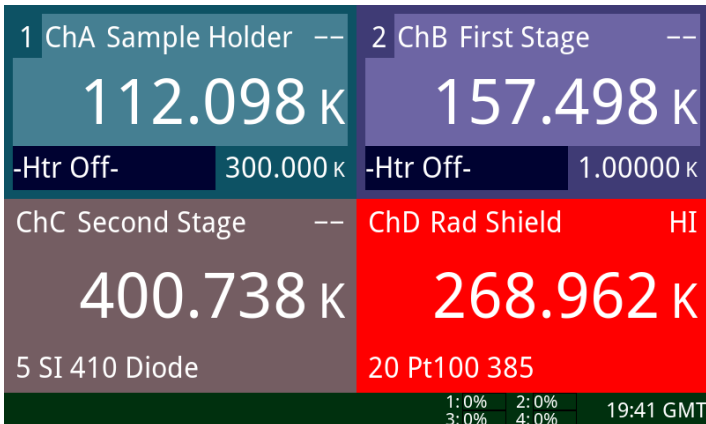 1 ChA Sample Holder --
112.098 K
-Htr Off- 300.000 K
2 ChB First Stage --
157.498 K
-Htr Off- 1.00000 K
ChC Second Stage --
400.738 K
5 SI 410 Diode
ChD Rad Shield HI
268.962 K
20 Pt100 385
1: 0% 2: 0%
3: 0% 4: 0%
19:41 GMT